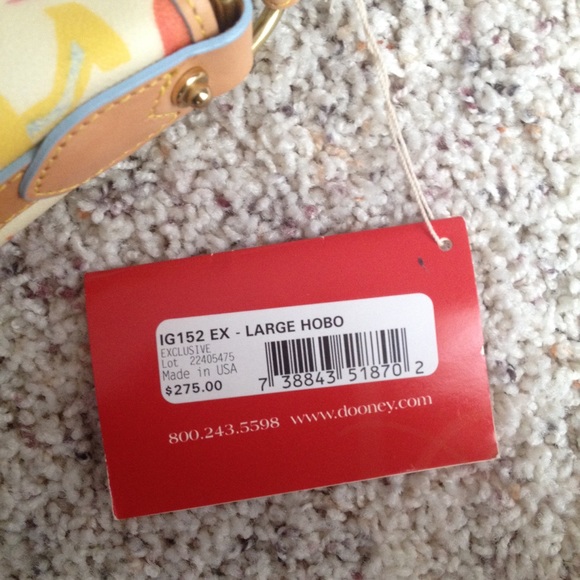 IG152 EX - LARGE HOBO
EXCLUSIVE
Lot 22405475
Made in USA
$275.00
7 38843 51870 2
800.243.5598 www.dooney.com